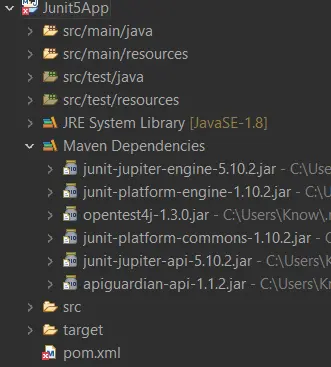 Junit5App
src/main/java
src/main/resources
src/test/java
src/test/resources
JRE System Library [JavaSE-1.8]
Maven Dependencies
junit-jupiter-engine-5.10.2.jar - C:\Use
junit-platform-engine-1.10.2.jar - C:\U
opentest4j-1.3.0.jar - C:\Users\Know\.r
junit-platform-commons-1.10.2.jar - C
junit-jupiter-api-5.10.2.jar - C:\Users\K
apiguardian-api-1.1.2.jar - C:\Users\Kn
src
target
pom.xml